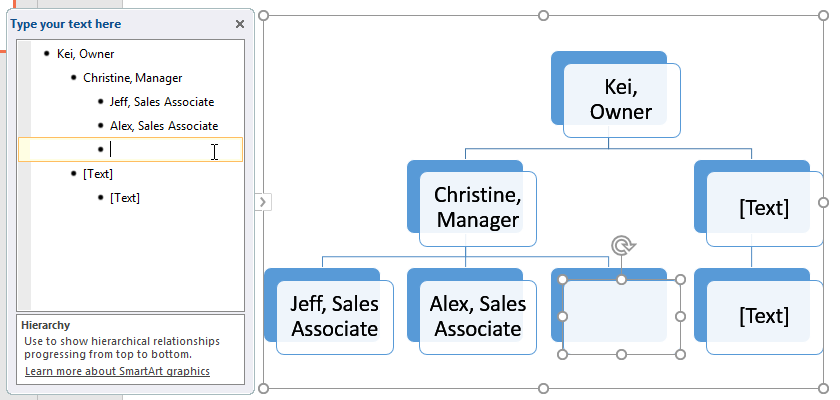 Type your text here
Kei, Owner
Christine, Manager
Jeff, Sales Associate
Alex, Sales Associate
[Text]
[Text]
Hierarchy
Use to show hierarchical relationships
progressing from top to bottom.
Learn more about SmartArt graphics
Kei,
Owner
Christine,
Manager
[Text]
Jeff, Sales
Associate
Alex, Sales
Associate
[Text]